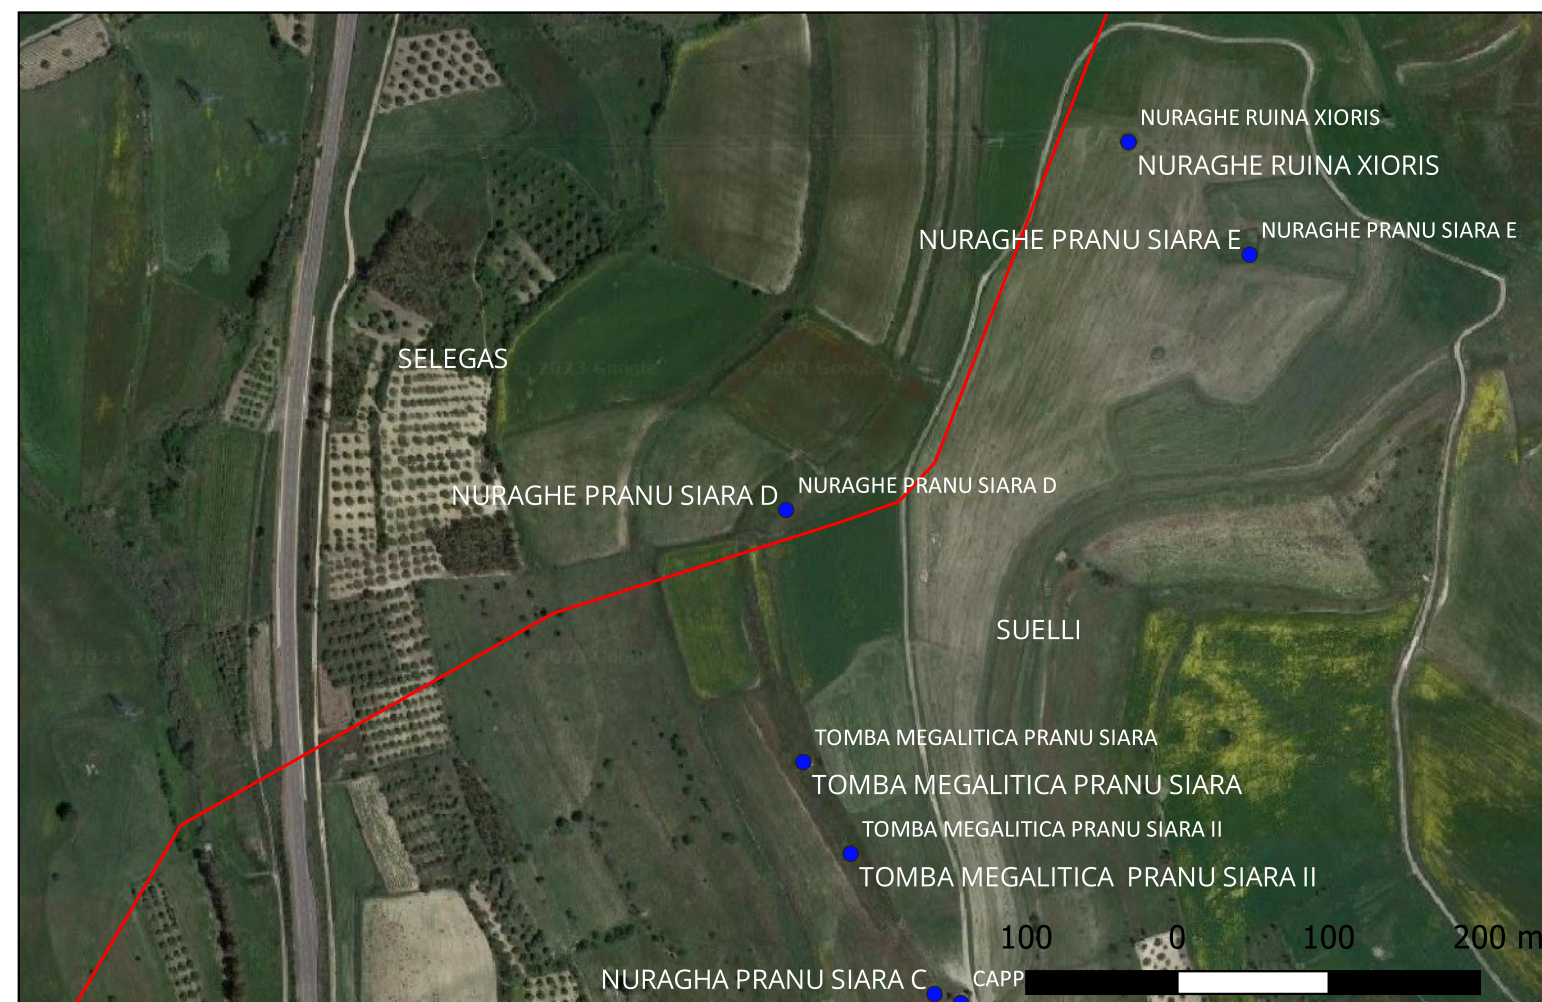 NURAGHE RUINA XIORIS
NURAGHE RUINA XIORIS
NURAGHE PRANU SIARA E
NURAGHE PRANU SIARA E
SELEGAS
© 2023 Google
NURAGHE PRANU SIARA D
NURAGHE PRANU SIARA D
SUELLI
TOMBA MEGALITICA PRANU SIARA
TOMBA MEGALITICA PRANU SIARA
TOMBA MEGALITICA PRANU SIARA II
TOMBA MEGALITICA PRANU SIARA II
100 0 100 200 m
NURAGHA PRANU SIARA C
CAPP